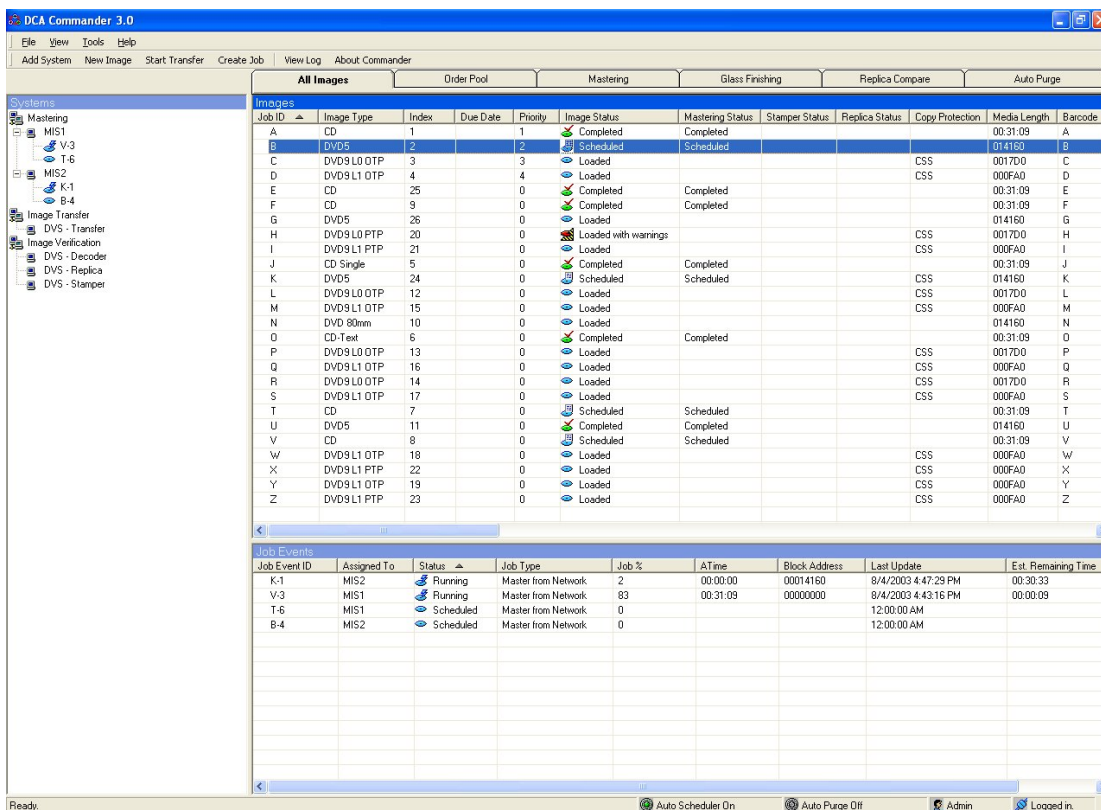 DCA Commander 3.0
File View Tools Help
Add System New Image Start Transfer Create Job View Log About Commander
All Images Order Pool Mastering Glass Finishing Replica Compare Auto Purge
Systems
Mastering
MIS1
V-3
T-6
MIS2
K-1
B-4
Image Transfer
DVS - Transfer
Image Verification
DVS - Decoder
DVS - Replica
DVS - Stamper
Images
Job ID Image Type Index Due Date Priority Image Status Mastering Status Stamper Status Replica Status Copy Protection Media Length Barcode
A CD 1 1 Completed Completed 00:31:09 A
B DVD5 2 2 Scheduled Scheduled 014160 B
C DVD9 L0 OTP 3 3 Loaded CSS 0017D0 C
D DVD9 L1 OTP 4 4 Loaded CSS 000FA0 D
E CD 25 0 Completed Completed 00:31:09 E
F CD 9 0 Completed Completed 00:31:09 F
G DVD5 26 0 Loaded 014160 G
H DVD9 L0 PTP 20 0 Loaded with warnings CSS 0017D0 H
I DVD9 L1 PTP 21 0 Loaded CSS 000FA0 I
J CD Single 5 0 Completed Completed 00:31:09 J
K DVD5 24 0 Scheduled Scheduled CSS 014160 K
L DVD9 L0 OTP 12 0 Loaded CSS 0017D0 L
M DVD9 L1 OTP 15 0 Loaded CSS 000FA0 M
N DVD 80mm 10 0 Loaded 014160 N
O CD-Text 6 0 Completed Completed 00:31:09 O
P DVD9 L0 OTP 13 0 Loaded CSS 0017D0 P
Q DVD9 L1 OTP 16 0 Loaded CSS 000FA0 Q
R DVD9 L0 OTP 14 0 Loaded CSS 0017D0 R
S DVD9 L1 OTP 17 0 Loaded CSS 000FA0 S
T CD 7 0 Scheduled Scheduled 00:31:09 T
U DVD5 11 0 Completed Completed 014160 U
V CD 8 0 Scheduled Scheduled 00:31:09 V
W DVD9 L1 OTP 18 0 Loaded CSS 000FA0 W
X DVD9 L1 PTP 22 0 Loaded CSS 000FA0 X
Y DVD9 L1 OTP 19 0 Loaded CSS 000FA0 Y
Z DVD9 L1 PTP 23 0 Loaded CSS 000FA0 Z
Job Events
Job Event ID Assigned To Status Job Type Job % ATime Block Address Last Update Est. Remaining Time
K-1 MIS2 Running Master from Network 2 00:00:00 00014160 8/4/2003 4:47:29 PM 00:30:33
V-3 MIS1 Running Master from Network 83 00:31:09 00000000 8/4/2003 4:43:16 PM 00:00:09
T-6 MIS1 Scheduled Master from Network 0 12:00:00 AM
B-4 MIS2 Scheduled Master from Network 0 12:00:00 AM
Ready. Auto Scheduler On Auto Purge Off Admin Logged in.